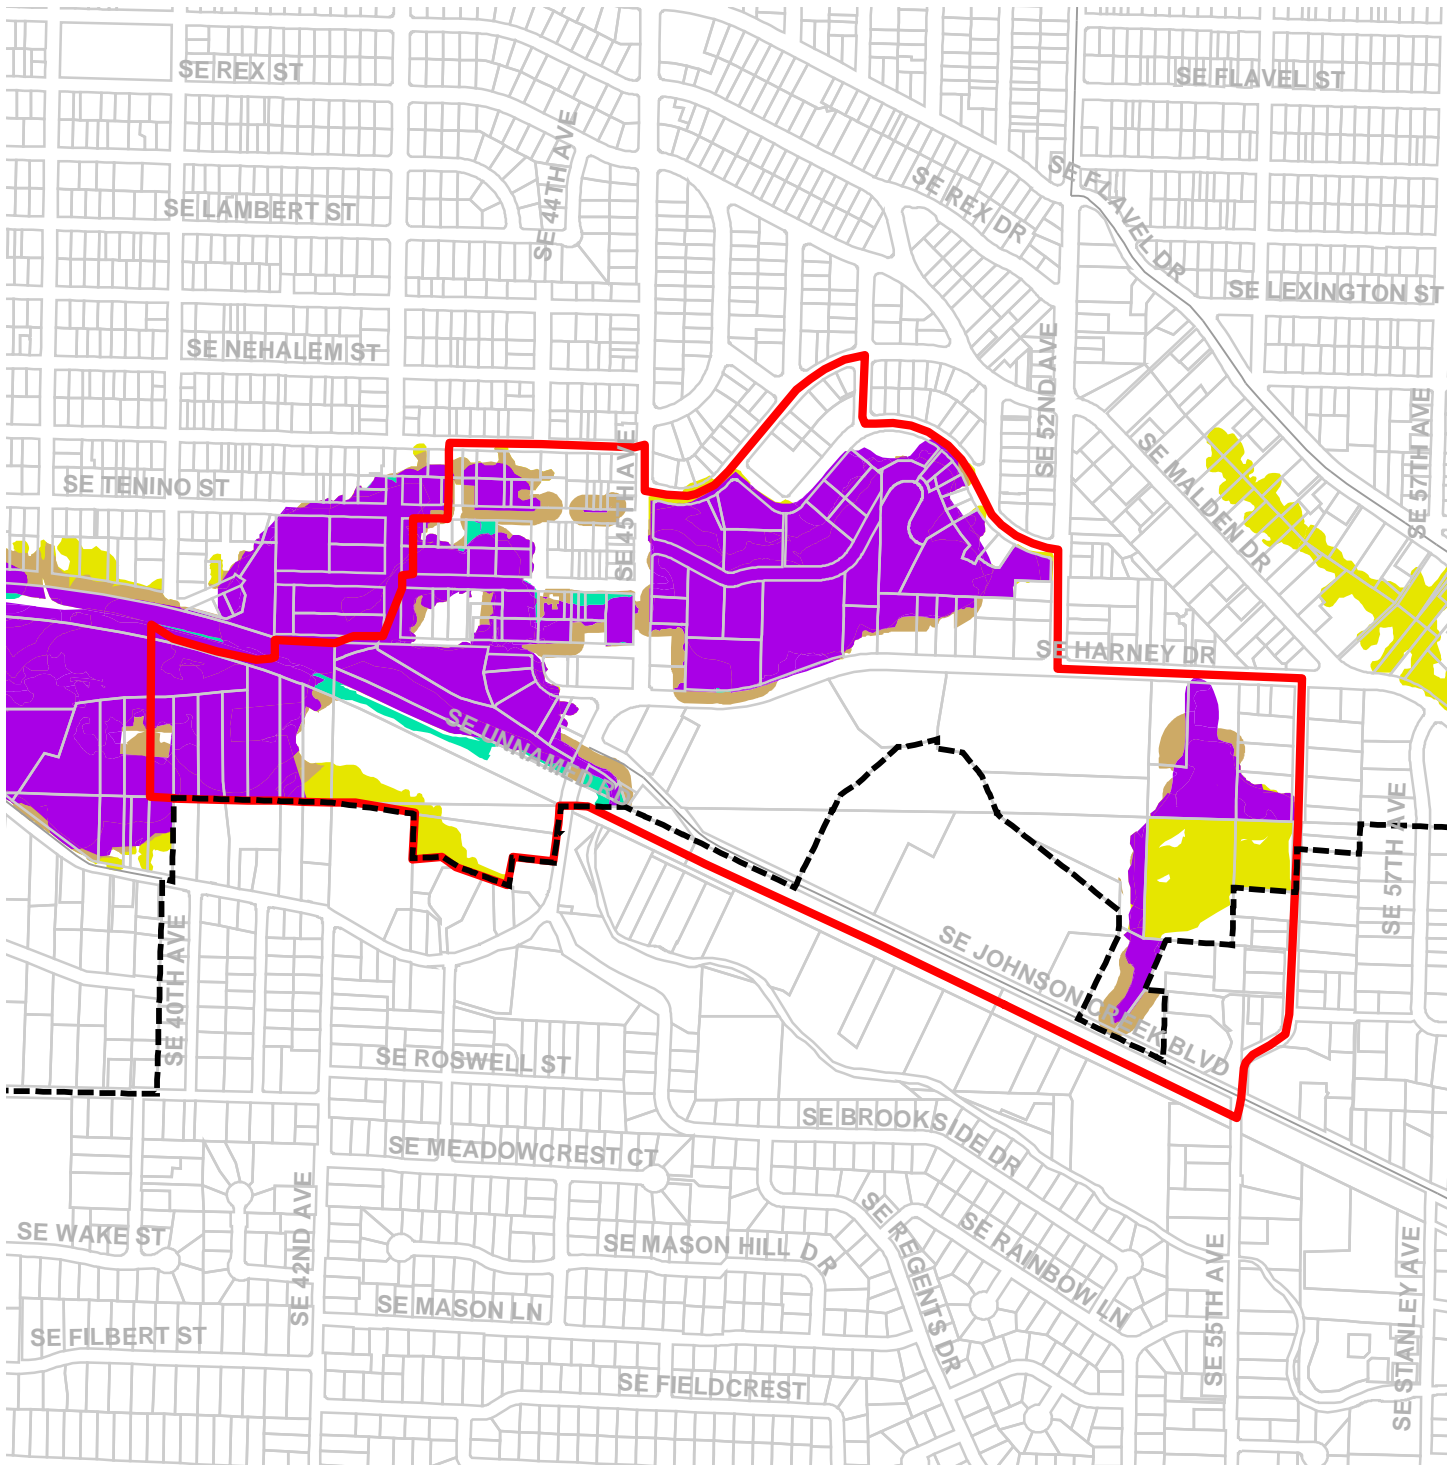 SE REX ST
SE FLAVEL ST
SE 44TH AVE
SE FLAVEL DR
SE REX DR
SE LAMBERT ST
SE LEXINGTON ST
SE NEHALEM ST
SE 52ND AVE
SE 57TH AVE
SE 45TH AVE
SE MALDEN DR
SE TENINO ST
SE HARNEY DR
SE UNNAMED
SE 57TH AVE
SE 40TH AVE
SE JOHNSON CREEK BLVD
SE ROSWELL ST
SE BROOKSIDE DR
SE MEADOWCREST CT
SE 42ND AVE
SE WAKE ST
SE MASON HILL DR
SE REGENTS DR
SE RAINBOW LN
SE 55TH AVE
SE STANLEY AVE
SE MASON LN
SE FILBERT ST
SE FIELDCREST